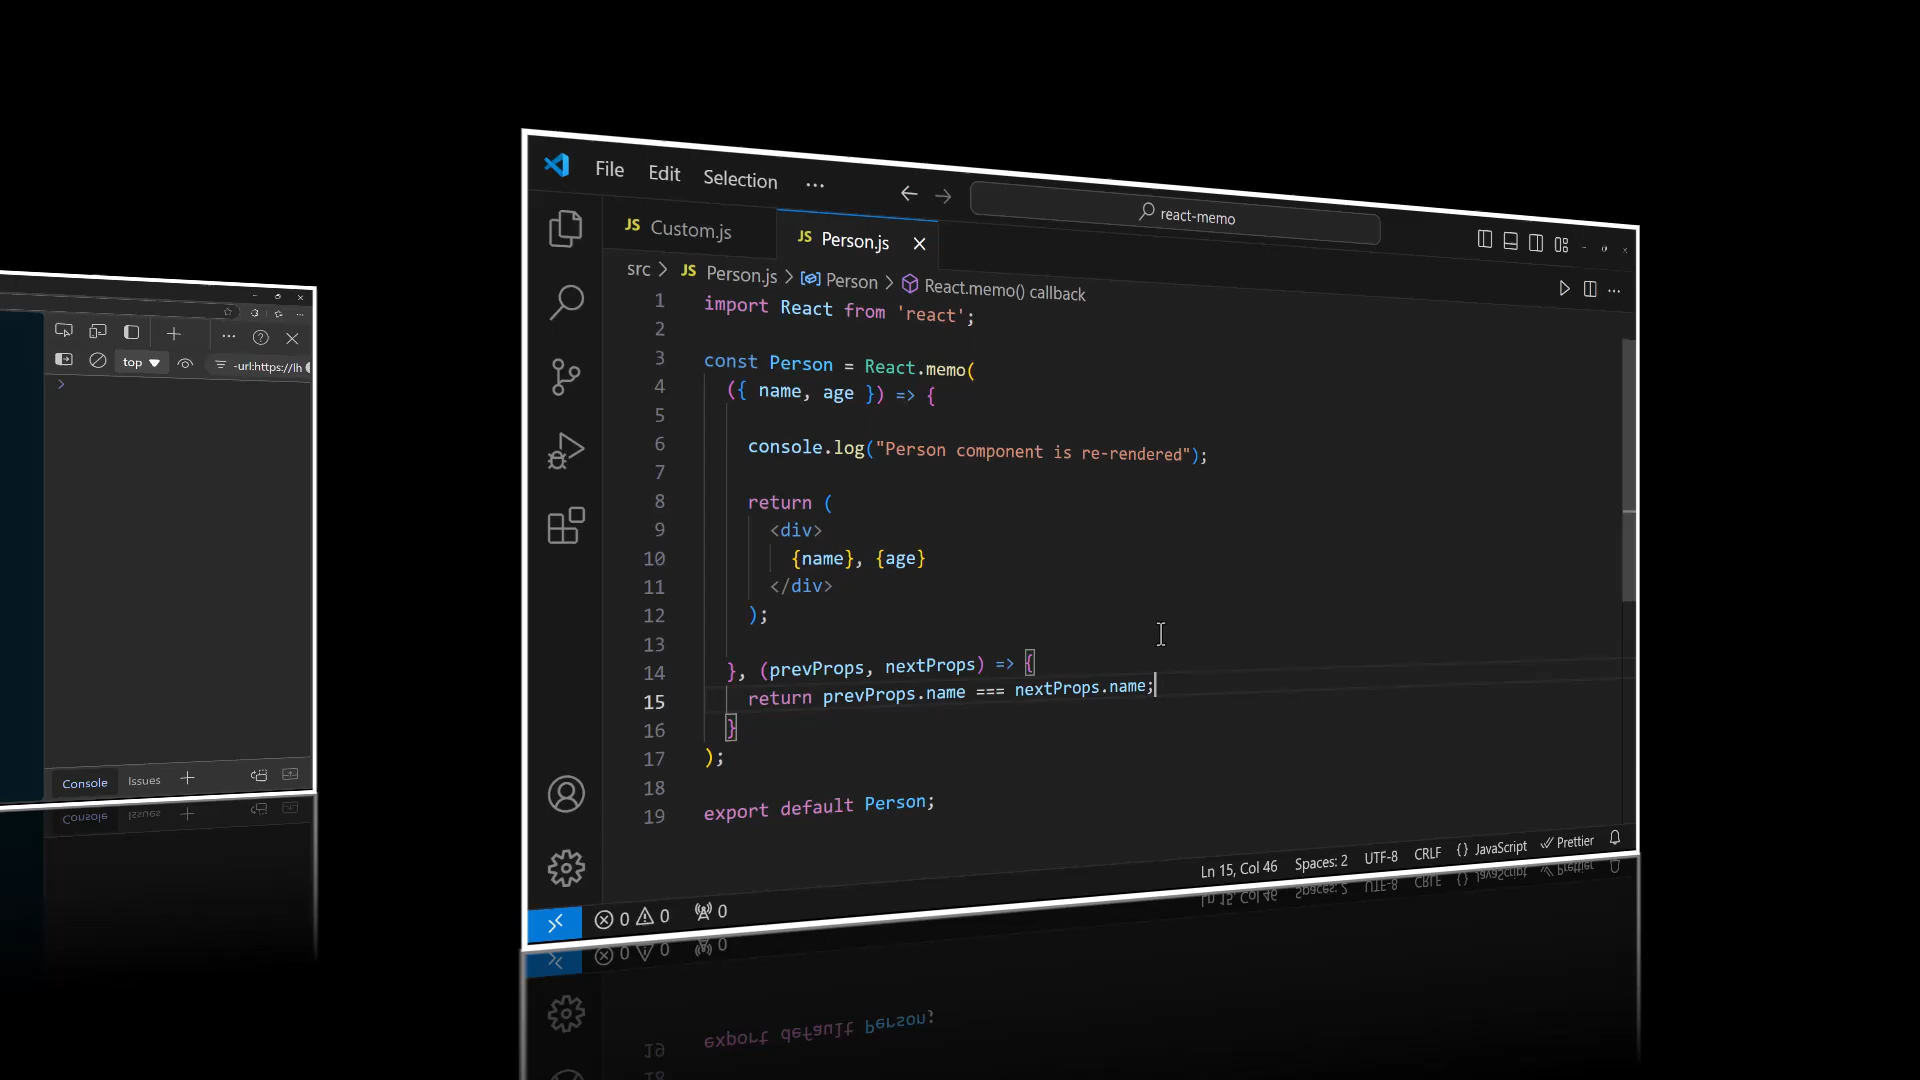 top
-url:https://lh
Console
Issues
File Edit Selection ...
react-memo
JS Custom.js
JS Person.js
src > JS Person.js > Person > React.memo() callback
1 import React from 'react';
2
3 const Person = React.memo(
4 ({ name, age }) => {
5
6 console.log("Person component is re-rendered");
7
8 return (
9 <div>
10 {name}, {age}
11 </div>
12 );
13
14 }, (prevProps, nextProps) => {
15 return prevProps.name === nextProps.name;
16 }
17 );
18
19 export default Person;
0 0 0
Ln 15, Col 46 Spaces: 2 UTF-8 CRLF {} JavaScript Prettier